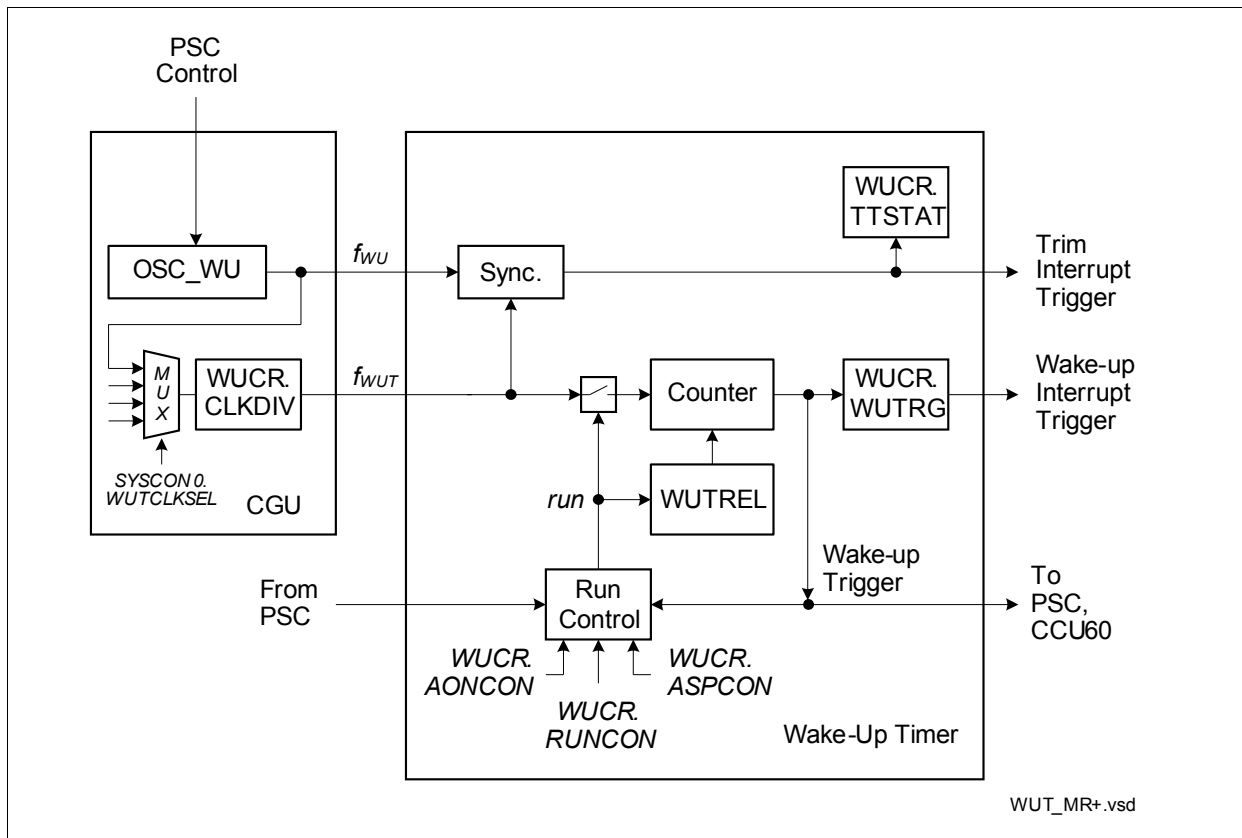 PSC
Control
OSC_WU
fWU
Sync.
WUCR.
TTSTAT
Trim
Interrupt
Trigger
M
U
X
WUCR.
CLKDIV
fWUT
Counter
WUCR.
WUTRG
Wake-up
Interrupt
Trigger
SYSCON0.
WUTCLKSEL
CGU
run
WUTREL
Wake-up
Trigger
From
PSC
Run
Control
To
PSC,
CCU60
WUCR.
AONCON
WUCR.
RUNCON
WUCR.
ASPCON
Wake-Up Timer
WUT_MR+.vsd